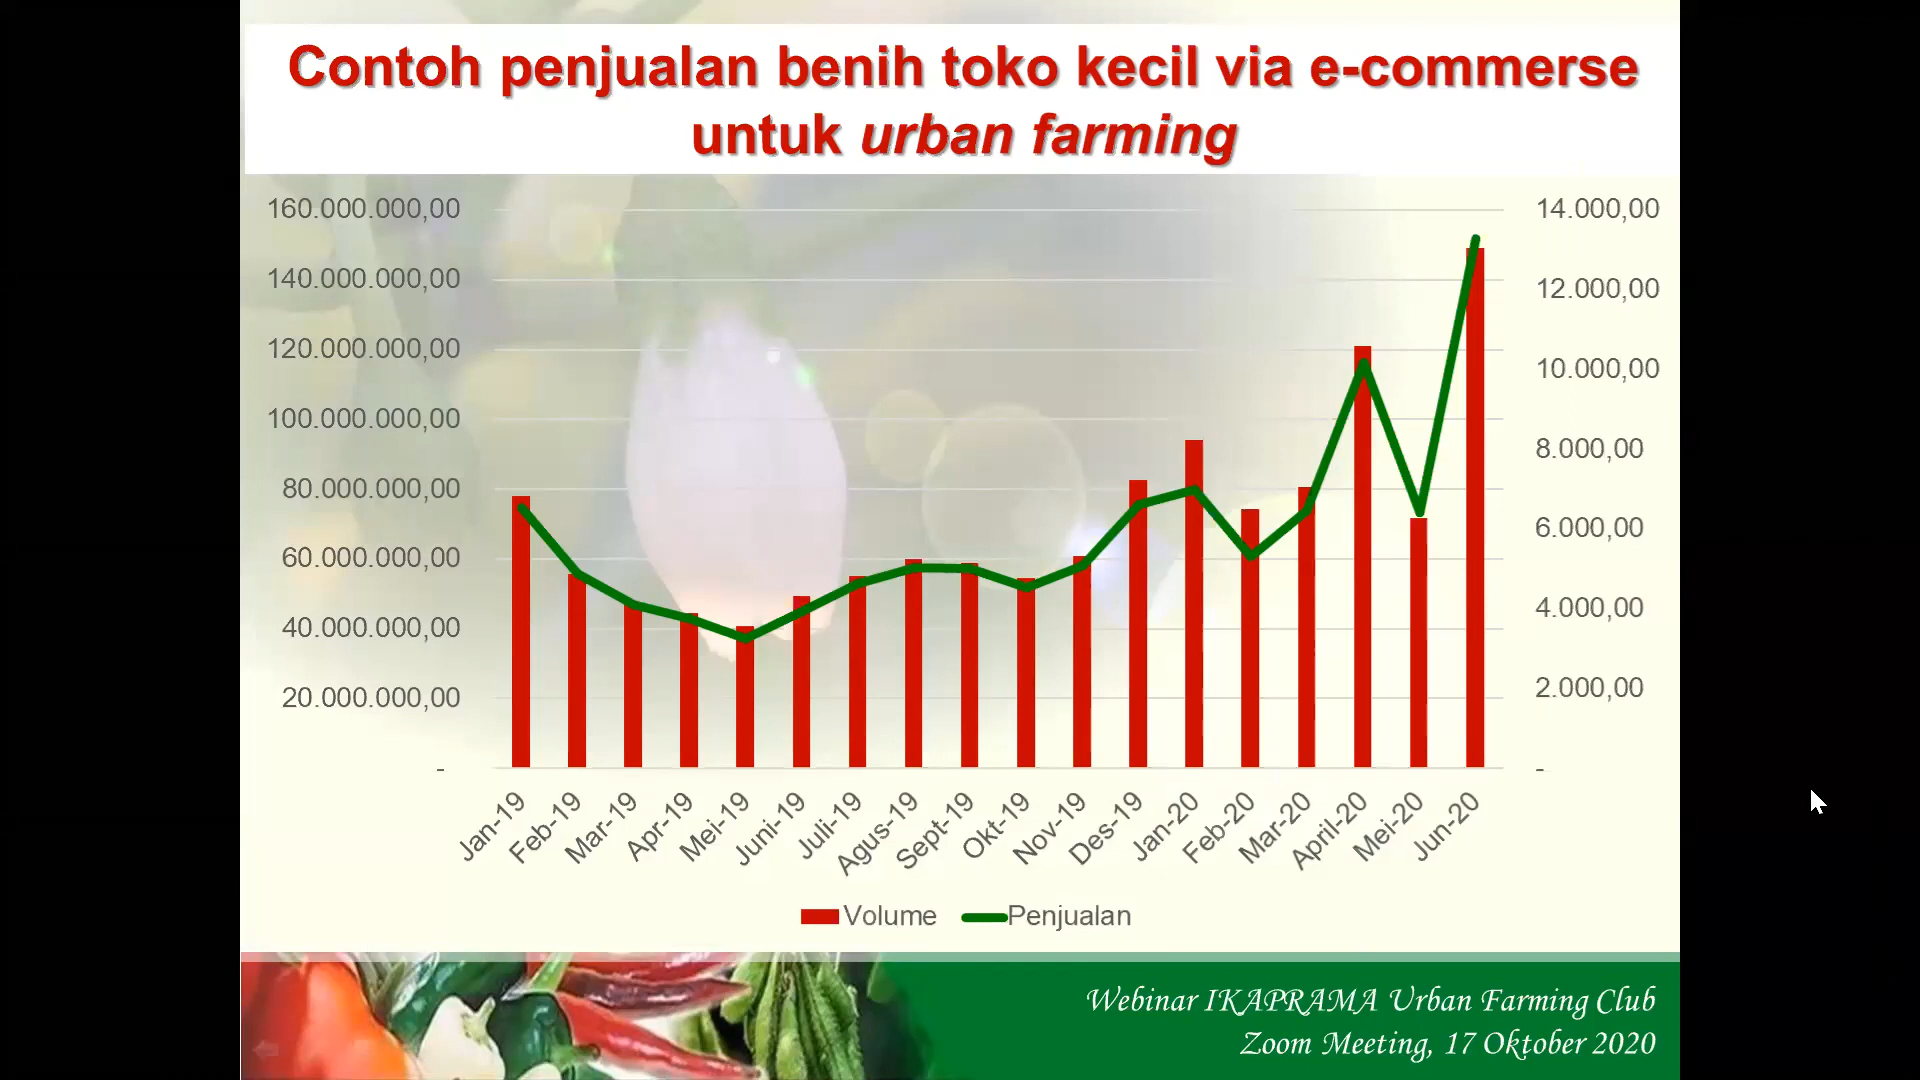 Contoh penjualan benih toko kecil via e-commerse
untuk urban farming
160.000.000,00
140.000.000,00
120.000.000,00
100.000.000,00
80.000.000,00
60.000.000,00
40.000.000,00
20.000.000,00
-
14.000,00
12.000,00
10.000,00
8.000,00
6.000,00
4.000,00
2.000,00
-
Jan-19
Feb-19
Mar-19
Apr-19
Mei-19
Juni-19
Juli-19
Agus-19
Sept-19
Okt-19
Nov-19
Des-19
Jan-20
Feb-20
Mar-20
April-20
Mei-20
Jun-20
Volume
Penjualan
Webinar IKAPRAMA Urban Farming Club
Zoom Meeting, 17 Oktober 2020